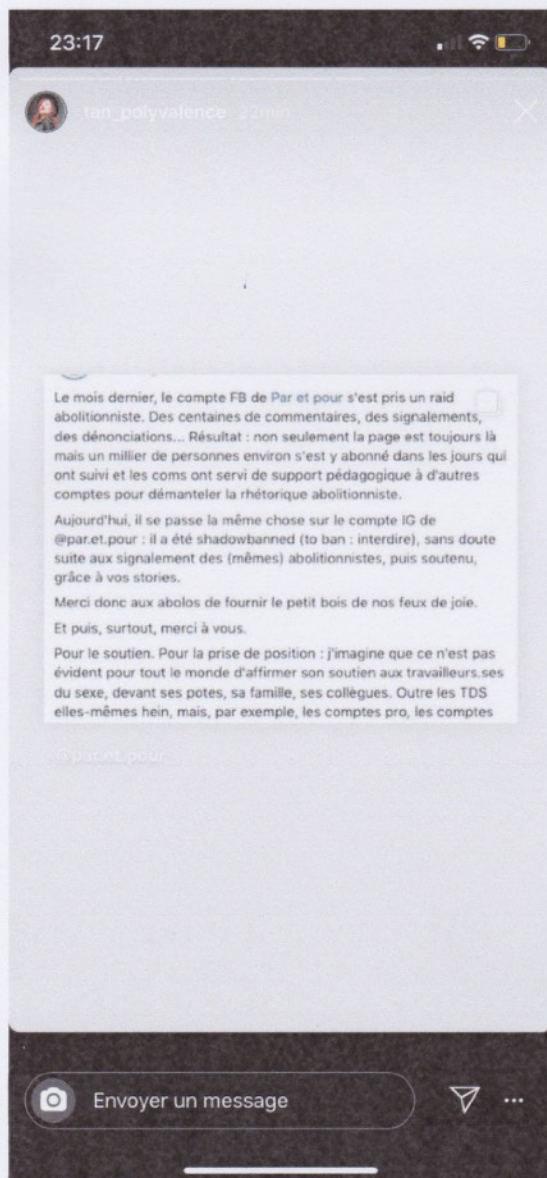 23:17
tan_polyvalence 22min
Le mois dernier, le compte FB de Par et pour s'est pris un raid
abolitionniste. Des centaines de commentaires, des signalements,
des dénonciations... Résultat : non seulement la page est toujours là
mais un millier de personnes environ s'est y abonné dans les jours qui
ont suivi et les coms ont servi de support pédagogique à d'autres
comptes pour démanteler la rhétorique abolitionniste.
Aujourd'hui, il se passe la même chose sur le compte IG de
@par.et.pour : il a été shadowbanned (to ban : interdire), sans doute
suite aux signalement des (mêmes) abolitionnistes, puis soutenu,
grâce à vos stories.
Merci donc aux abolos de fournir le petit bois de nos feux de joie.
Et puis, surtout, merci à vous.
Pour le soutien. Pour la prise de position : j'imagine que ce n'est pas
évident pour tout le monde d'affirmer son soutien aux travailleurs.ses
du sexe, devant ses potes, sa famille, ses collègues. Outre les TDS
elles-mêmes hein, mais, par exemple, les comptes pro, les comptes
@par.et.pour
Envoyer un message